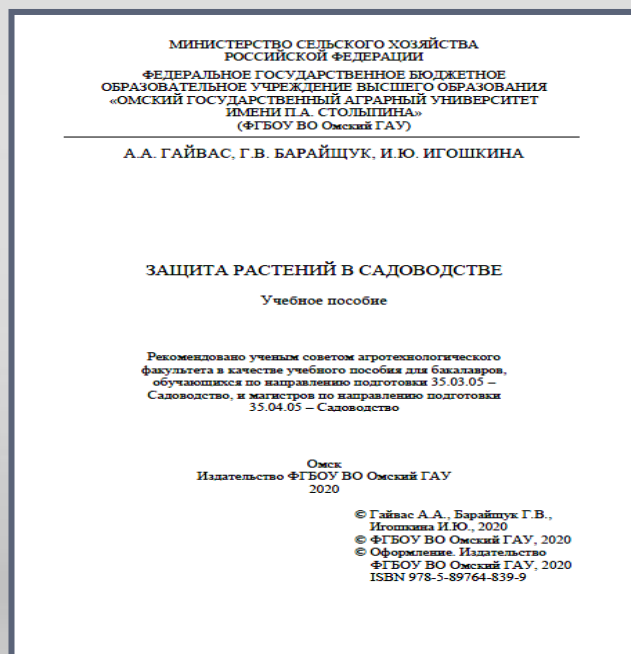 МИНИСТЕРСТВО СЕЛЬСКОГО ХОЗЯЙСТВА
РОССИЙСКОЙ ФЕДЕРАЦИИ
ФЕДЕРАЛЬНОЕ ГОСУДАРСТВЕННОЕ БЮДЖЕТНОЕ
ОБРАЗОВАТЕЛЬНОЕ УЧРЕЖДЕНИЕ ВЫСШЕГО ОБРАЗОВАНИЯ
«ОМСКИЙ ГОСУДАРСТВЕННЫЙ АГРАРНЫЙ УНИВЕРСИТЕТ
ИМЕНИ П.А. СТОЛЫПИНА»
(ФГБОУ ВО Омский ГАУ)
А.А. ГАЙВАС, Г.В. БАРАЙЩУК, И.Ю. ИГОШКИНА
ЗАЩИТА РАСТЕНИЙ В САДОВОДСТВЕ
Учебное пособие
Рекомендовано ученым советом агротехнологического
факультета в качестве учебного пособия для бакалавров,
обучающихся по направлению подготовки 35.03.05 –
Садоводство, и магистров по направлению подготовки
35.04.05 – Садоводство
Омск
Издательство ФГБОУ ВО Омский ГАУ
2020
© Гайвас А.А., Барайщук Г.В.,
Игошкина И.Ю., 2020
© ФГБОУ ВО Омский ГАУ, 2020
© Оформление. Издательство
ФГБОУ ВО Омский ГАУ, 2020
ISBN 978-5-89764-839-9